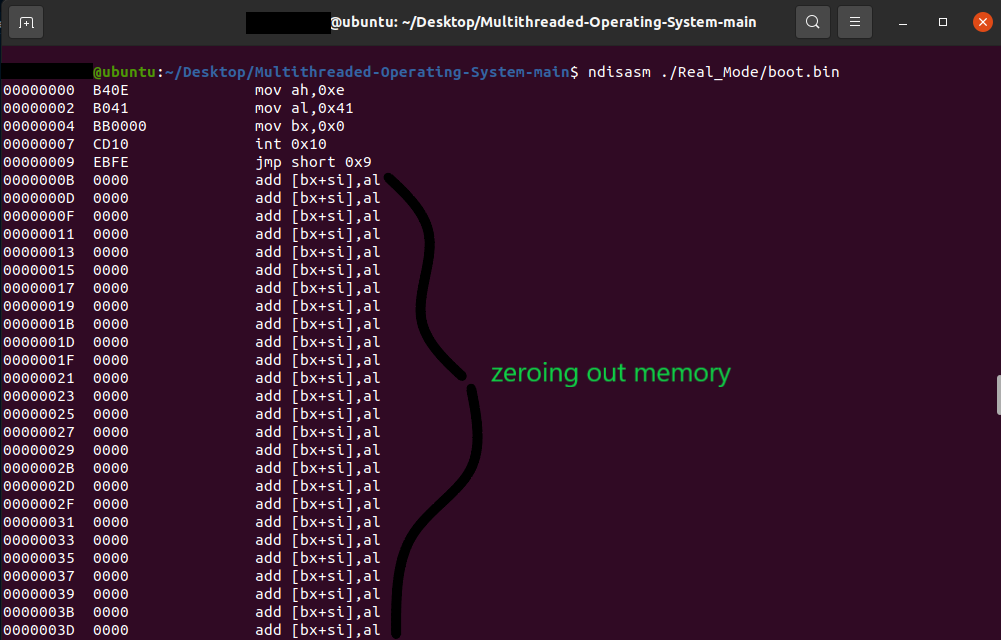 @ubuntu: ~/Desktop/Multithreaded-Operating-System-main
@ubuntu:~/Desktop/Multithreaded-Operating-System-main$ ndisasm ./Real_Mode/boot.bin
00000000 B40E mov ah,0xe
00000002 B041 mov al,0x41
00000004 BB0000 mov bx,0x0
00000007 CD10 int 0x10
00000009 EBFE jmp short 0x9
0000000B 0000 add [bx+si],al
0000000D 0000 add [bx+si],al
0000000F 0000 add [bx+si],al
00000011 0000 add [bx+si],al
00000013 0000 add [bx+si],al
00000015 0000 add [bx+si],al
00000017 0000 add [bx+si],al
00000019 0000 add [bx+si],al
0000001B 0000 add [bx+si],al
0000001D 0000 add [bx+si],al
0000001F 0000 add [bx+si],al
00000021 0000 add [bx+si],al
00000023 0000 add [bx+si],al
00000025 0000 add [bx+si],al
00000027 0000 add [bx+si],al
00000029 0000 add [bx+si],al
0000002B 0000 add [bx+si],al
0000002D 0000 add [bx+si],al
0000002F 0000 add [bx+si],al
00000031 0000 add [bx+si],al
00000033 0000 add [bx+si],al
00000035 0000 add [bx+si],al
00000037 0000 add [bx+si],al
00000039 0000 add [bx+si],al
0000003B 0000 add [bx+si],al
0000003D 0000 add [bx+si],al
zeroing out memory